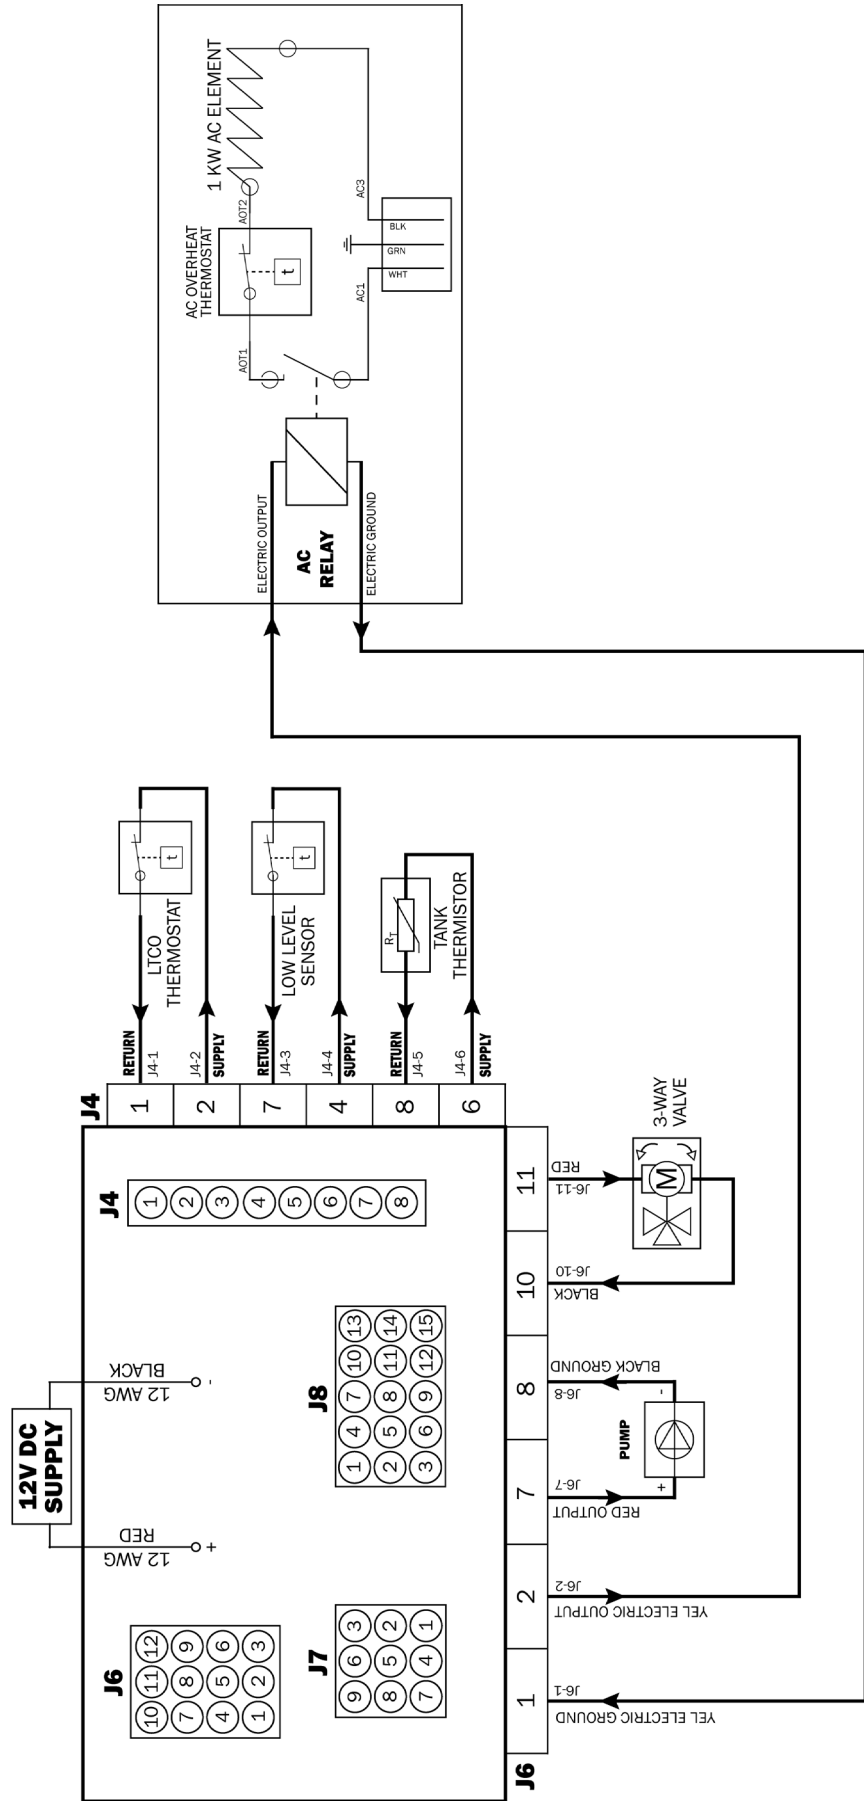 12V DC
SUPPLY
12 AWG
RED
+
12 AWG
BLACK
-
J6
10 11 12
7 8 9
4 5 6
1 2 3
J7
9 6 3
8 5 2
7 4 1
J8
1 4 7 10 13
2 5 8 11 14
3 6 9 12 15
J4
1 2 3 4 5 6 7 8
J4
1
2
7
4
8
6
RETURN
J4-1
J4-2
SUPPLY
LTCO
THERMOSTAT
t
RETURN
J4-3
J4-4
SUPPLY
LOW LEVEL
SENSOR
t
RETURN
J4-5
J4-6
SUPPLY
RT
TANK
THERMISTOR
J6
1
2
7
8
10
11
J6-1
YEL ELECTRIC GROUND
J6-2
YEL ELECTRIC OUTPUT
J6-7
RED OUTPUT
+
PUMP
-
J6-8
BLACK GROUND
J6-10
BLACK
J6-11
RED
M
3-WAY
VALVE
ELECTRIC OUTPUT
AC
RELAY
ELECTRIC GROUND
AOT1
AC OVERHEAT
THERMOSTAT
t
AOT2
1 KW AC ELEMENT
AC1
AC3
WHT
GRN
BLK